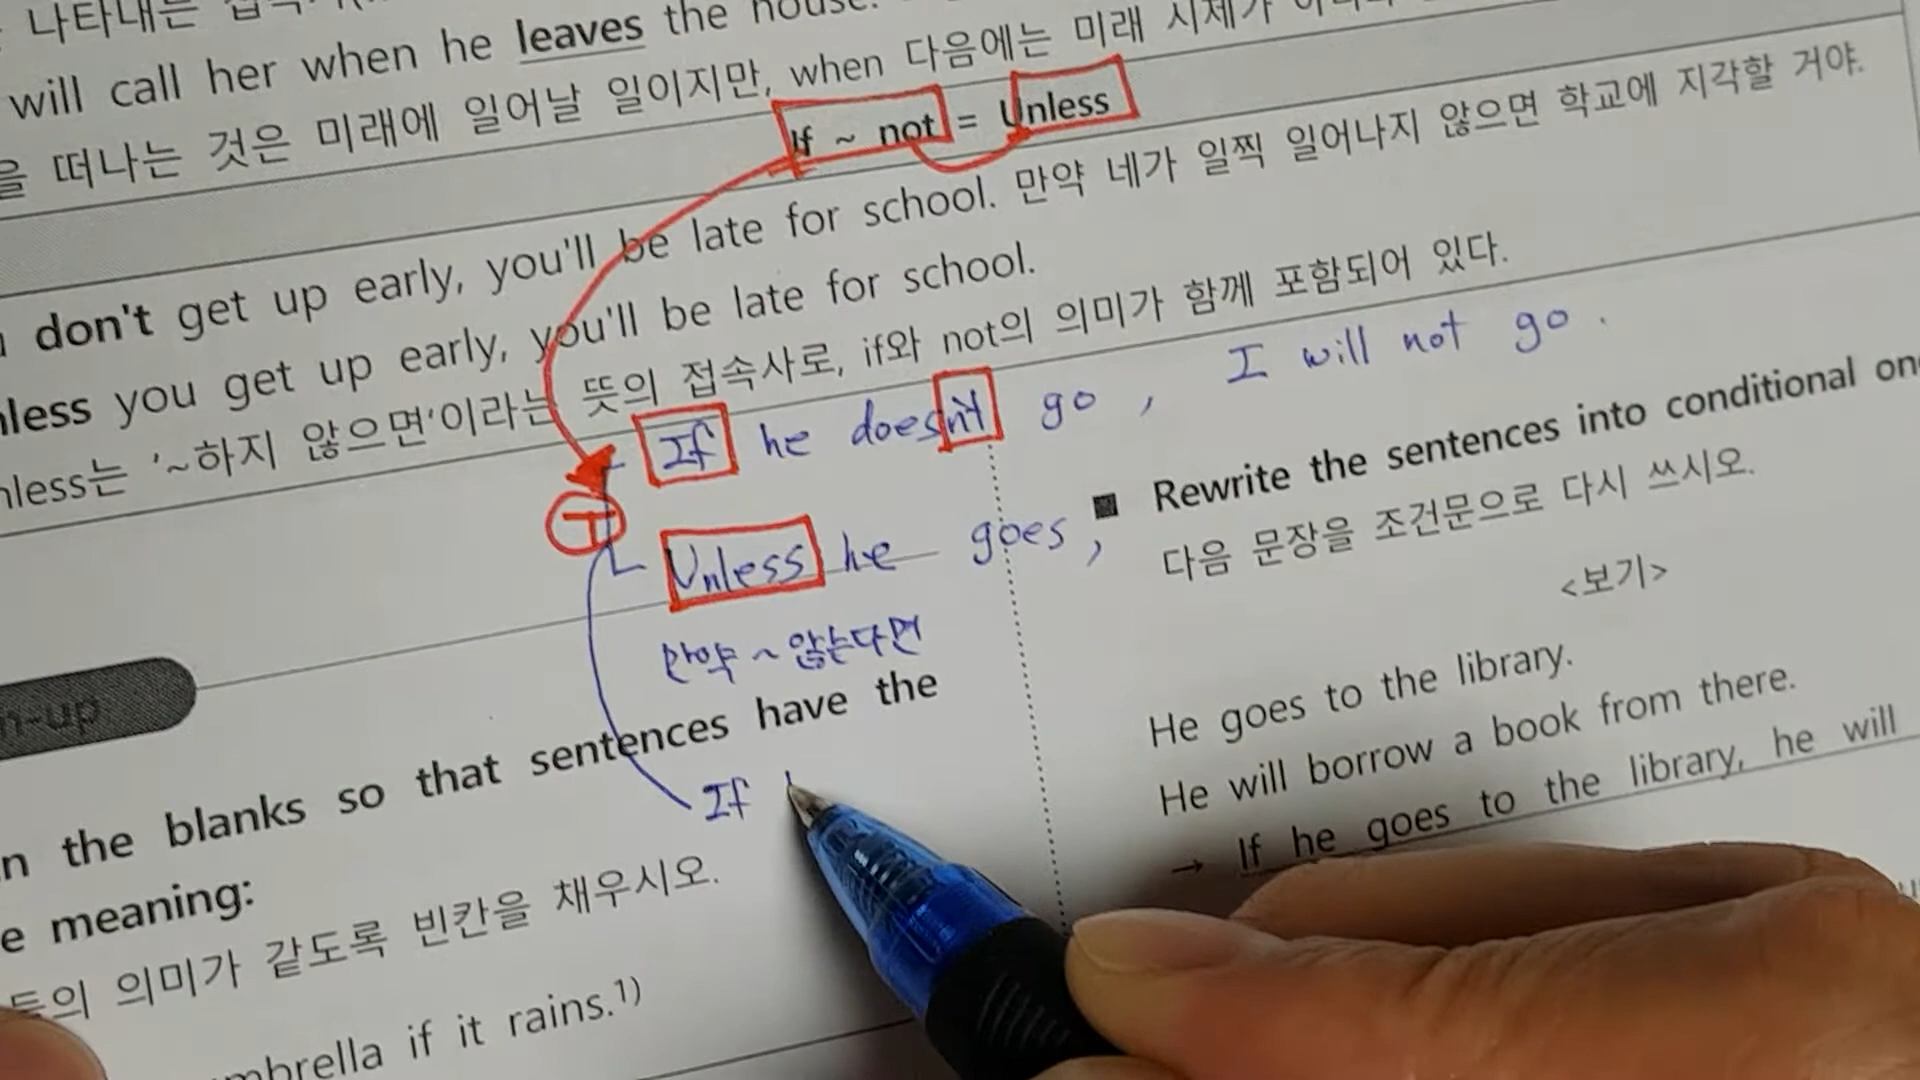 나타내는
will call her when he leaves the house.
을 떠나는 것은 미래에 일어날 일이지만, when 다음에는 미래 시제가
If ~ not = Unless
don't get up early, you'll be late for school. 만약 네가 일찍 일어나지 않으면 학교에 지각할 거야.
nless you get up early, you'll be late for school.
nless는 '~하지 않으면'이라는 뜻의 접속사로, if와 not의 의미가 함께 포함되어 있다.
If he doesn't go, I will not go.
T
Unless he goes,
만약 ~ 않는다면
If
n-up
n the blanks so that sentences have the
e meaning:
들의 의미가 같도록 빈칸을 채우시오.
mbrella if it rains.1)
■ Rewrite the sentences into conditional on
다음 문장을 조건문으로 다시 쓰시오.
<보기>
He goes to the library.
He will borrow a book from there.
→ If he goes to the library, he will